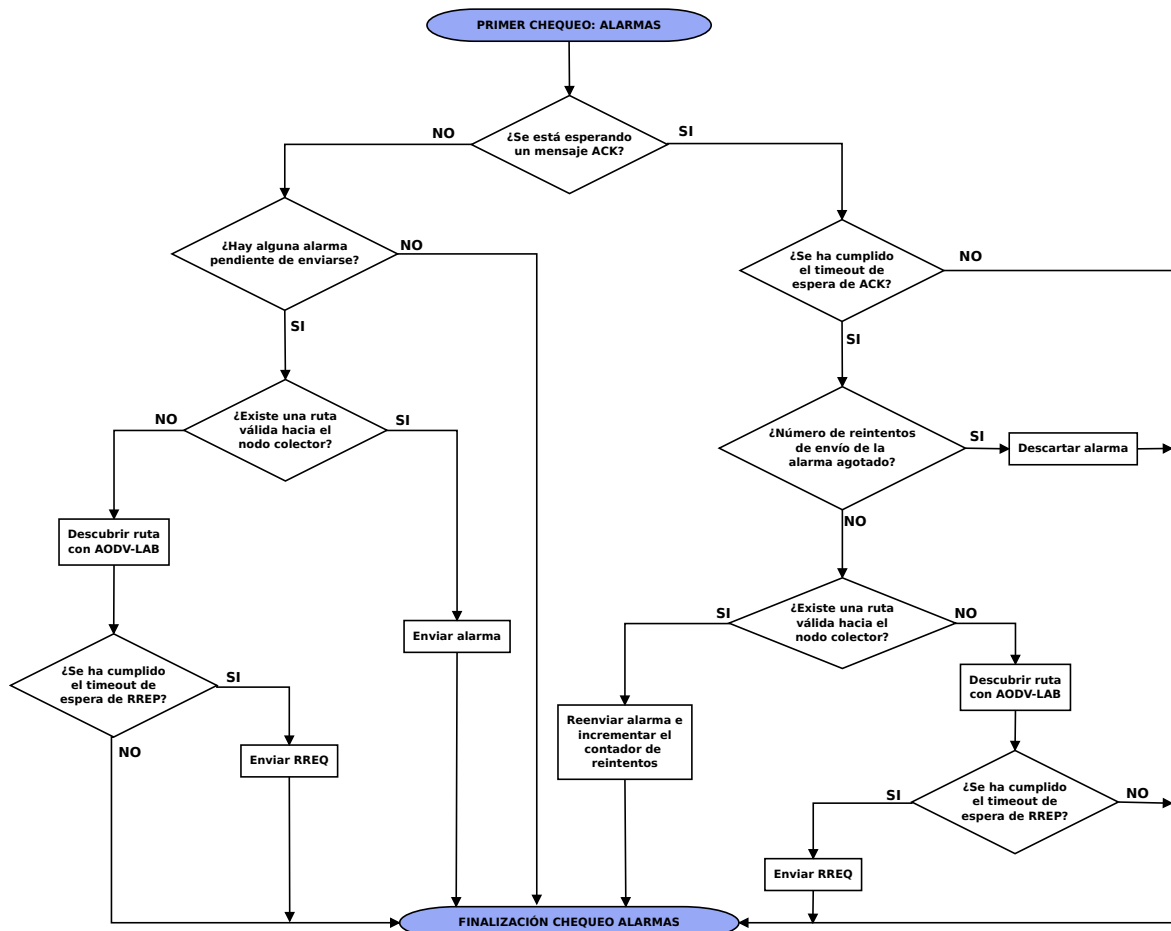 PRIMER CHEQUEO: ALARMAS
¿Se está esperando
un mensaje ACK?
NO
SI
¿Hay alguna alarma
pendiente de enviarse?
NO
SI
¿Se ha cumplido
el timeout de
espera de ACK?
NO
SI
¿Existe una ruta
válida hacia el
nodo colector?
NO
SI
¿Número de reintentos
de envío de la
alarma agotado?
SI
Descartar alarma
NO
Descubrir ruta
con AODV-LAB
Enviar alarma
¿Existe una ruta
válida hacia el
nodo colector?
SI
NO
¿Se ha cumplido
el timeout de
espera de RREP?
SI
NO
Enviar RREQ
Reenviar alarma e
incrementar el
contador de
reintentos
Descubrir ruta
con AODV-LAB
¿Se ha cumplido
el timeout de
espera de RREP?
SI
NO
Enviar RREQ
FINALIZACIÓN CHEQUEO ALARMAS